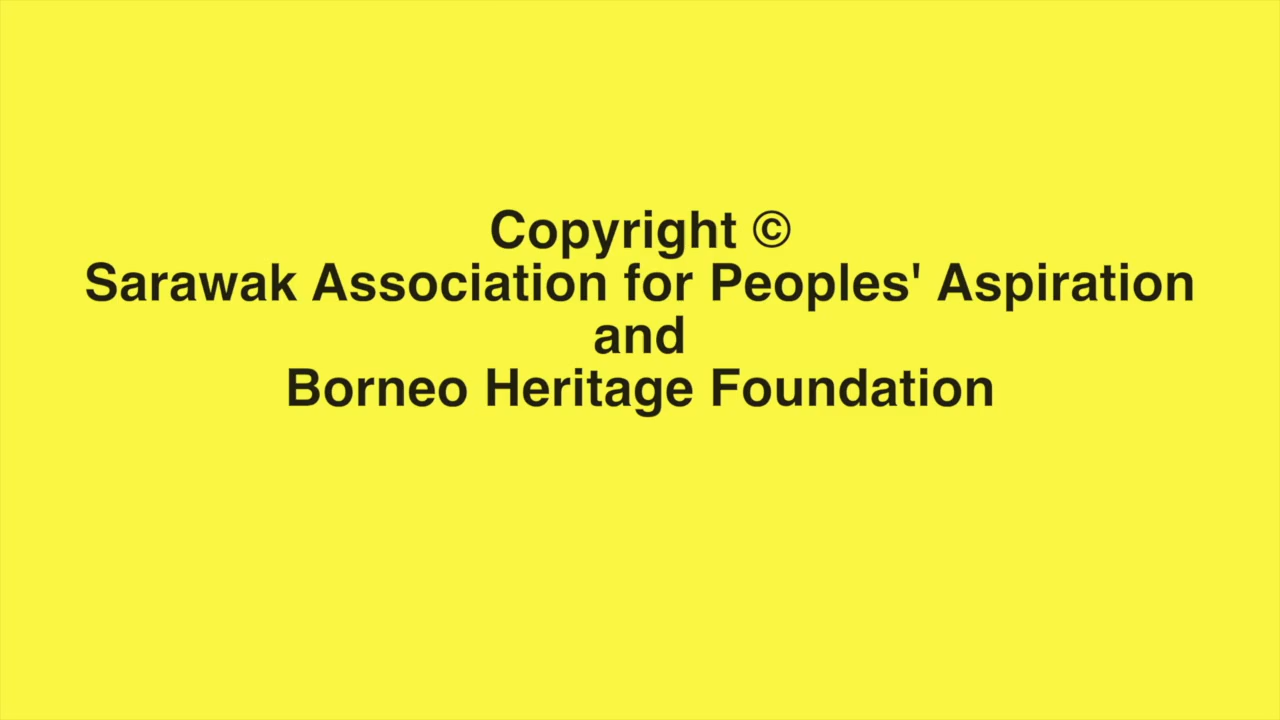 Copyright ©
Sarawak Association for Peoples' Aspiration
and
Borneo Heritage Foundation